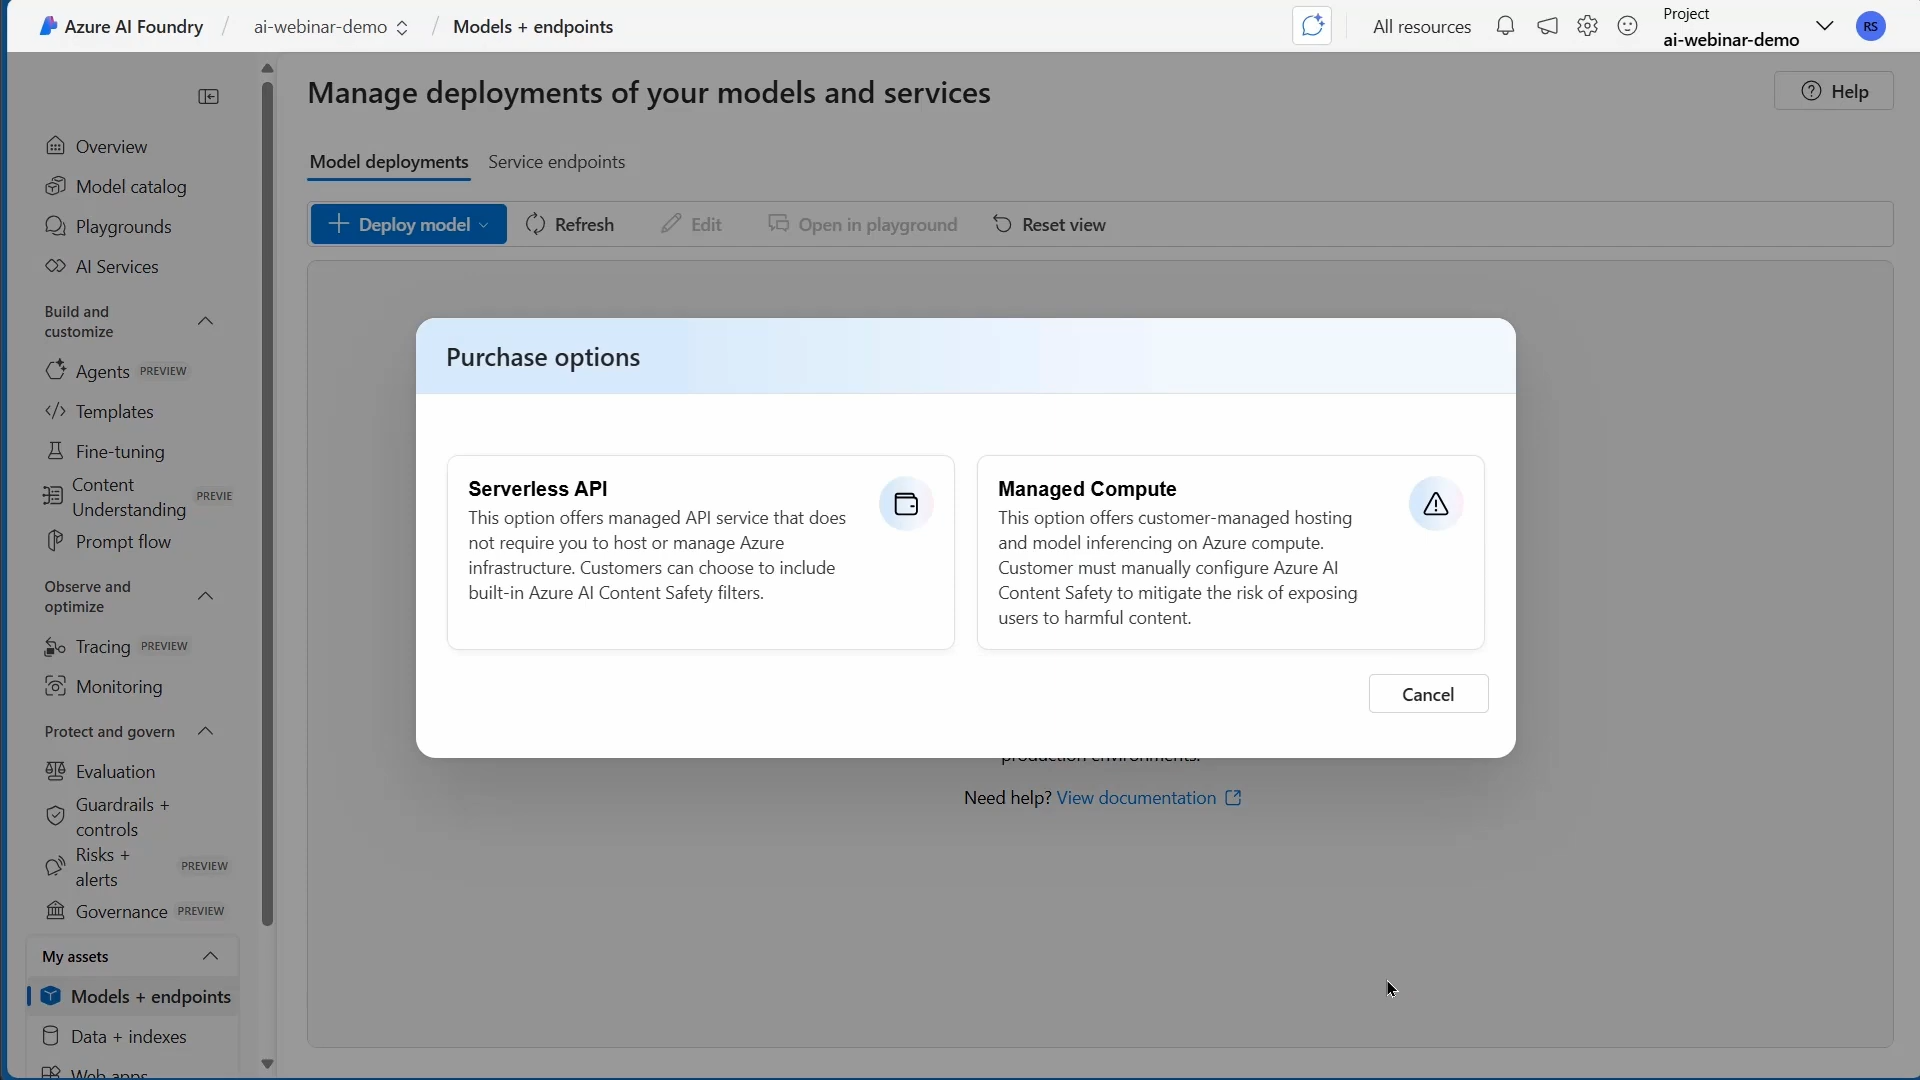 Azure AI Foundry / ai-webinar-demo / Models + endpoints
All resources
Project
ai-webinar-demo
RS
Manage deployments of your models and services
Help
Model deployments Service endpoints
Deploy model Refresh Edit Open in playground Reset view
Overview
Model catalog
Playgrounds
AI Services
Build and
customize
Agents PREVIEW
Templates
Fine-tuning
Content
Understanding PREVIE
Prompt flow
Observe and
optimize
Tracing PREVIEW
Monitoring
Protect and govern
Evaluation
Guardrails +
controls
Risks +
alerts PREVIEW
Governance PREVIEW
My assets
Models + endpoints
Data + indexes
Web apps
Purchase options
Serverless API
This option offers managed API service that does
not require you to host or manage Azure
infrastructure. Customers can choose to include
built-in Azure AI Content Safety filters.
Managed Compute
This option offers customer-managed hosting
and model inferencing on Azure compute.
Customer must manually configure Azure AI
Content Safety to mitigate the risk of exposing
users to harmful content.
Cancel
production environments.
Need help? View documentation